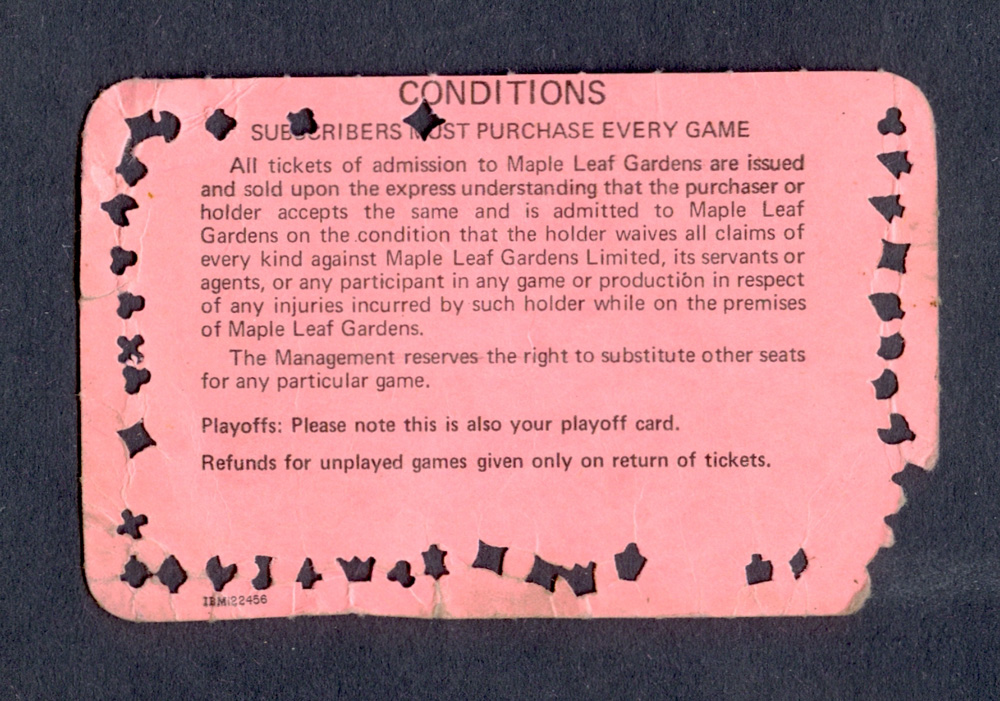 CONDITIONS
SUBSCRIBERS MUST PURCHASE EVERY GAME
All tickets of admission to Maple Leaf Gardens are issued
and sold upon the express understanding that the purchaser or
holder accepts the same and is admitted to Maple Leaf
Gardens on the condition that the holder waives all claims of
every kind against Maple Leaf Gardens Limited, its servants or
agents, or any participant in any game or production in respect
of any injuries incurred by such holder while on the premises
of Maple Leaf Gardens.
The Management reserves the right to substitute other seats
for any particular game.
Playoffs: Please note this is also your playoff card.
Refunds for unplayed games given only on return of tickets.
IBM 22456